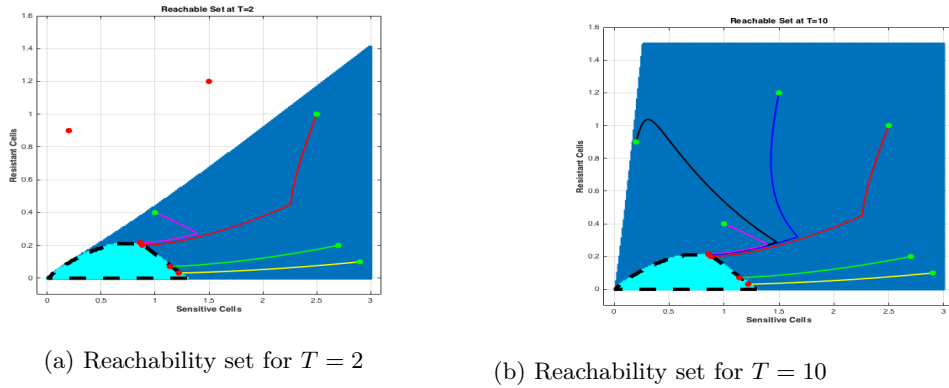 Reachable Set at T=2
1.6
1.4
1.2
1
0.8
0.6
0.4
0.2
0
Resistant Cells
0 0.5 1 1.5 2 2.5 3
Sensitive Cells
(a) Reachability set for T = 2
Reachable Set at T=10
1.6
1.4
1.2
1
0.8
0.6
0.4
0.2
0
Resistant Cells
0 0.5 1 1.5 2 2.5 3
Sensitive Cells
(b) Reachability set for T = 10